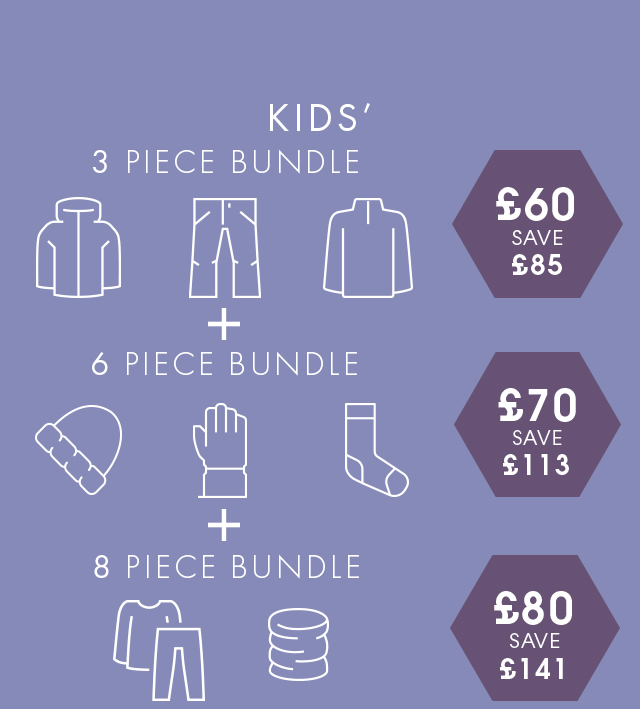 KIDS’
3 PIECE BUNDLE
£60
SAVE
£85
+
6 PIECE BUNDLE
£70
SAVE
£113
+
8 PIECE BUNDLE
£80
SAVE
£141